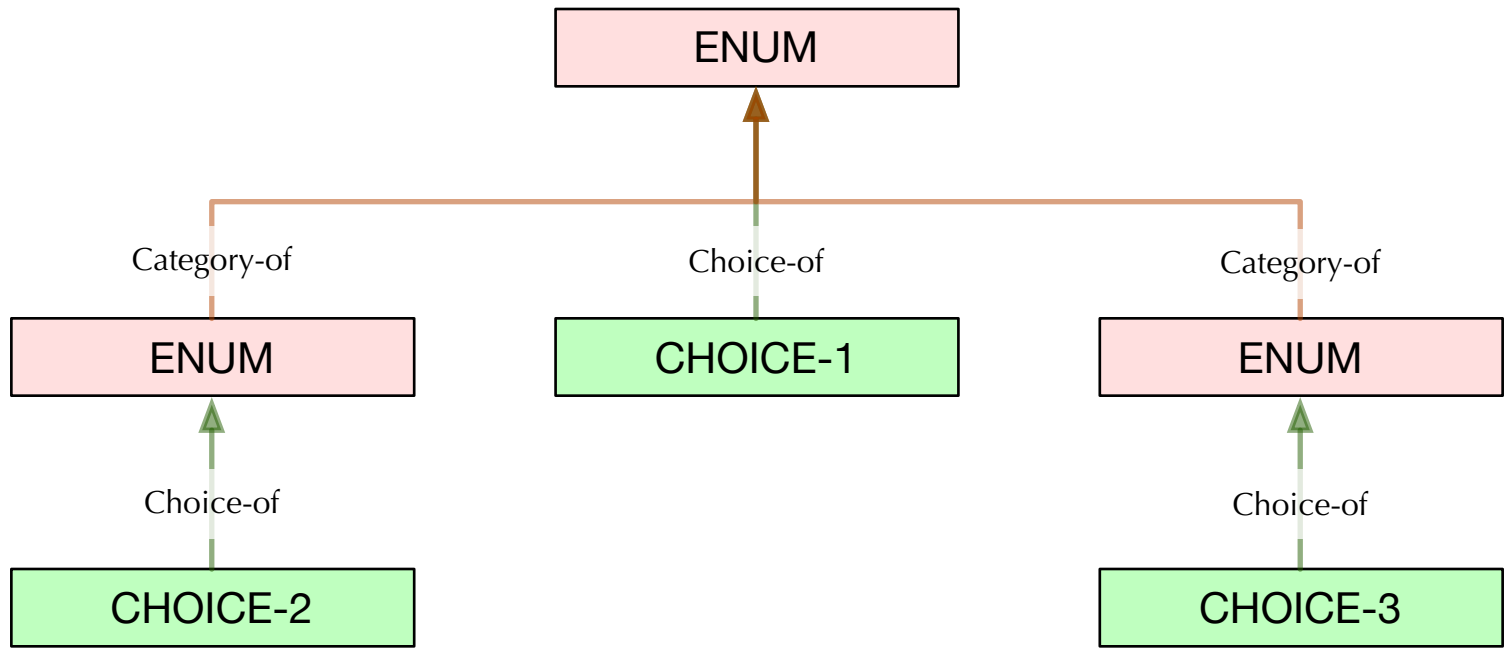 ENUM
Category-of
Choice-of
Category-of
ENUM
CHOICE-1
ENUM
Choice-of
Choice-of
CHOICE-2
CHOICE-3